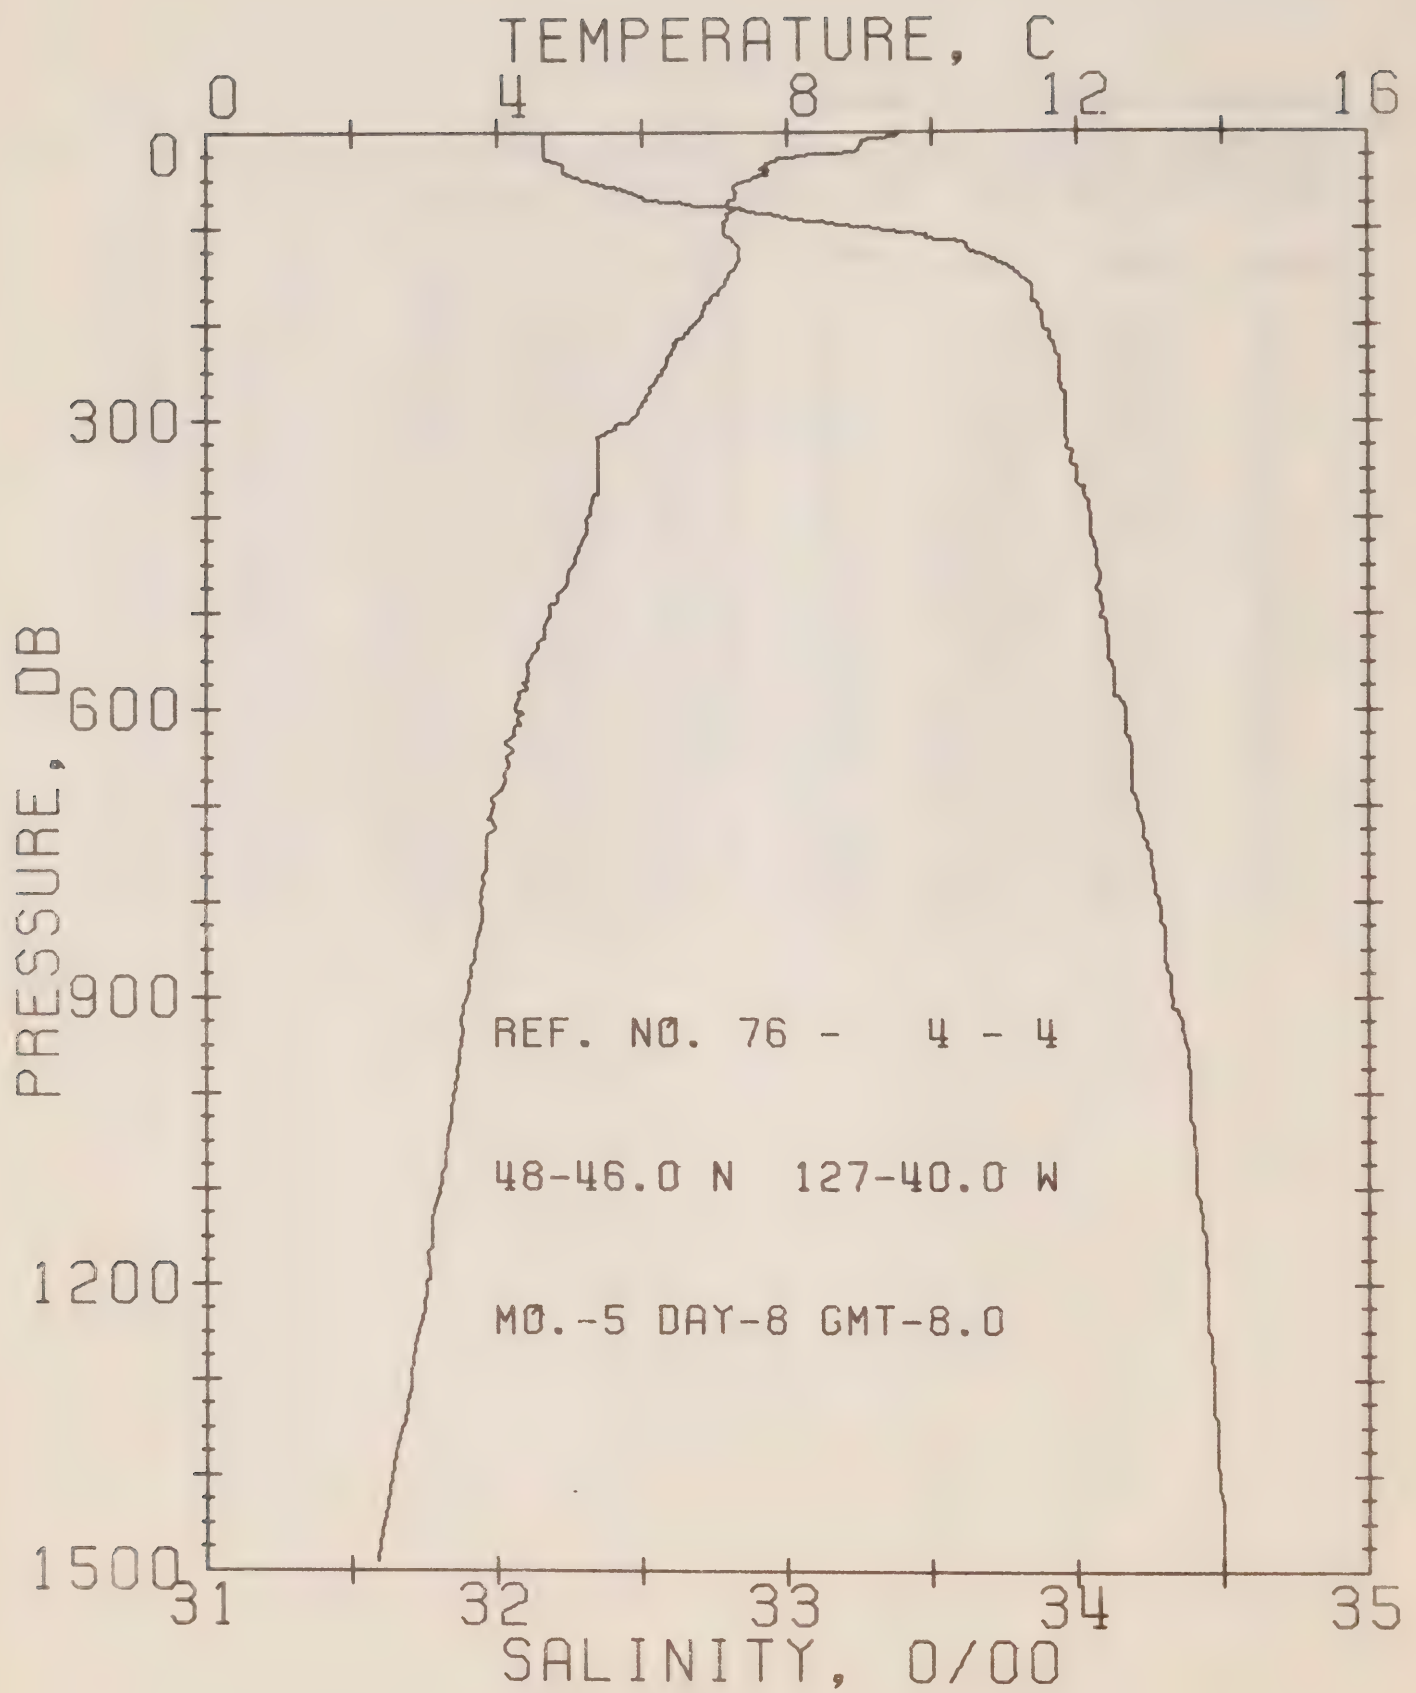 TEMPERATURE, C
0 4 8 12 16
0
300
600
900
1200
1500
PRESSURE, DB
REF. NO. 76 - 4 - 4
48-46.0 N 127-40.0 W
MO.-5 DAY-8 GMT-8.0
31 32 33 34 35
SALINITY, 0/00